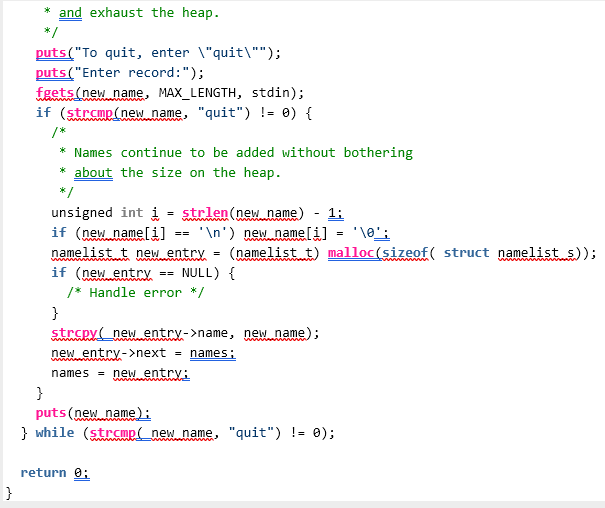 * and exhaust the heap.
*/
puts("To quit, enter \"quit\"");
puts("Enter record:");
fgets(new_name, MAX_LENGTH, stdin);
if (strcmp(new_name, "quit") != 0) {
/*
* Names continue to be added without bothering
* about the size on the heap.
*/
unsigned int i = strlen(new_name) - 1;
if (new_name[i] == '\n') new_name[i] = '\0';
namelist_t new_entry = (namelist_t) malloc(sizeof( struct namelist_s));
if (new_entry == NULL) {
/* Handle error */
}
strcpy( new_entry->name, new_name);
new_entry->next = names;
names = new_entry;
}
puts(new_name);
} while (strcmp( new_name, "quit") != 0);
return 0;
}